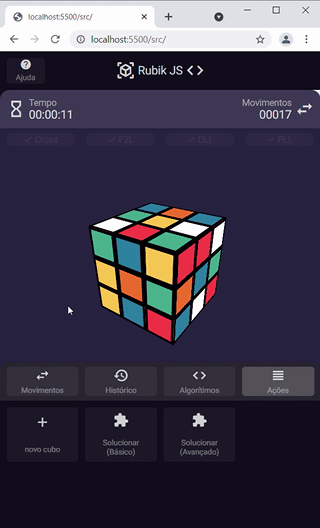 localhost:5500/src/
localhost:5500/src/
Ajuda
Rubik JS
Tempo
00:00:11
Movimentos
00017
Cross
F2L
OLL
PLL
Movimentos
Histórico
Algorítimos
Ações
novo cubo
Solucionar
(Básico)
Solucionar
(Avançado)